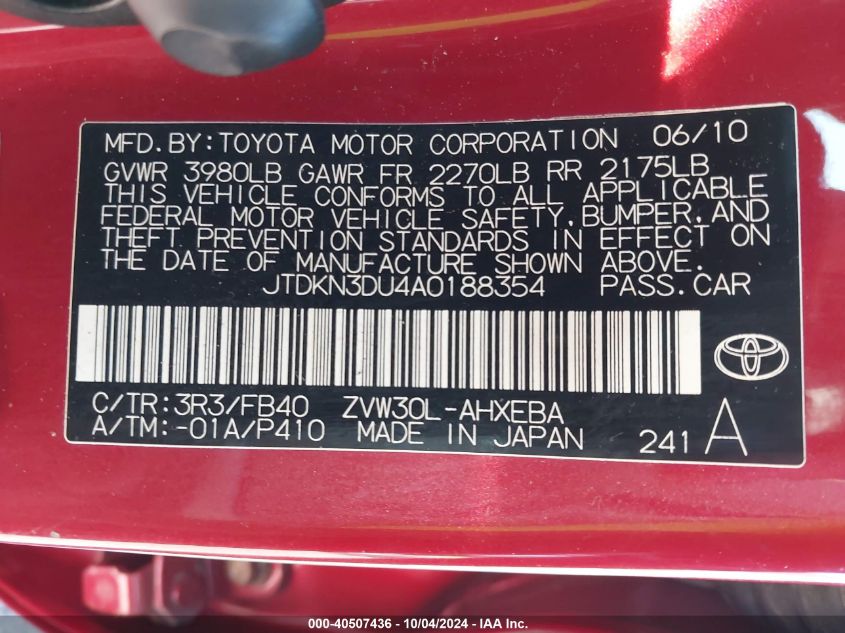 MFD. BY: TOYOTA MOTOR CORPORATION 06/10
GVWR 3980LB GAWR FR 2270LB RR 2175LB
THIS VEHICLE CONFORMS TO ALL APPLICABLE
FEDERAL MOTOR VEHICLE SAFETY, BUMPER, AND
THEFT PREVENTION STANDARDS IN EFFECT ON
THE DATE OF MANUFACTURE SHOWN ABOVE.
JTDKN3DU4A0188354 PASS. CAR
C/TR: 3R3/FB40 ZVW30L-AHXEBA
A/TM: -01A/P410 MADE IN JAPAN 241 A
000-40507436 - 10/04/2024 - IAA Inc.